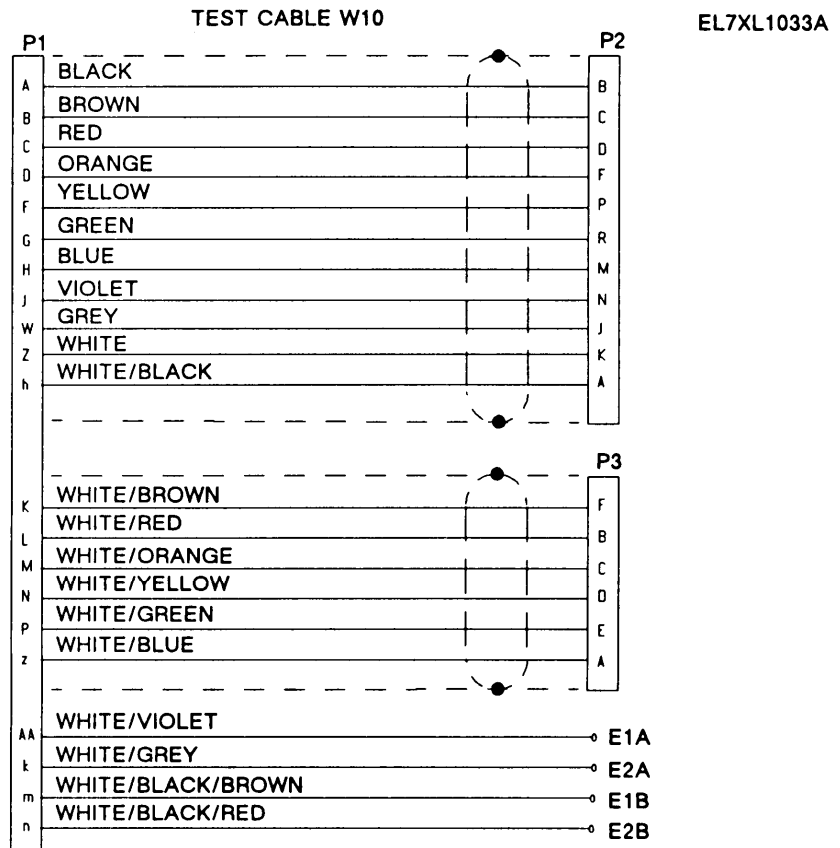 TEST CABLE W10 EL7XL1033A
P1 P2
A BLACK B
B BROWN C
C RED D
D ORANGE F
F YELLOW P
G GREEN R
H BLUE M
J VIOLET N
W GREY J
Z WHITE K
h WHITE/BLACK A
P3
K WHITE/BROWN F
L WHITE/RED B
M WHITE/ORANGE C
N WHITE/YELLOW D
P WHITE/GREEN E
z WHITE/BLUE A
AA WHITE/VIOLET E1A
k WHITE/GREY E2A
m WHITE/BLACK/BROWN E1B
n WHITE/BLACK/RED E2B